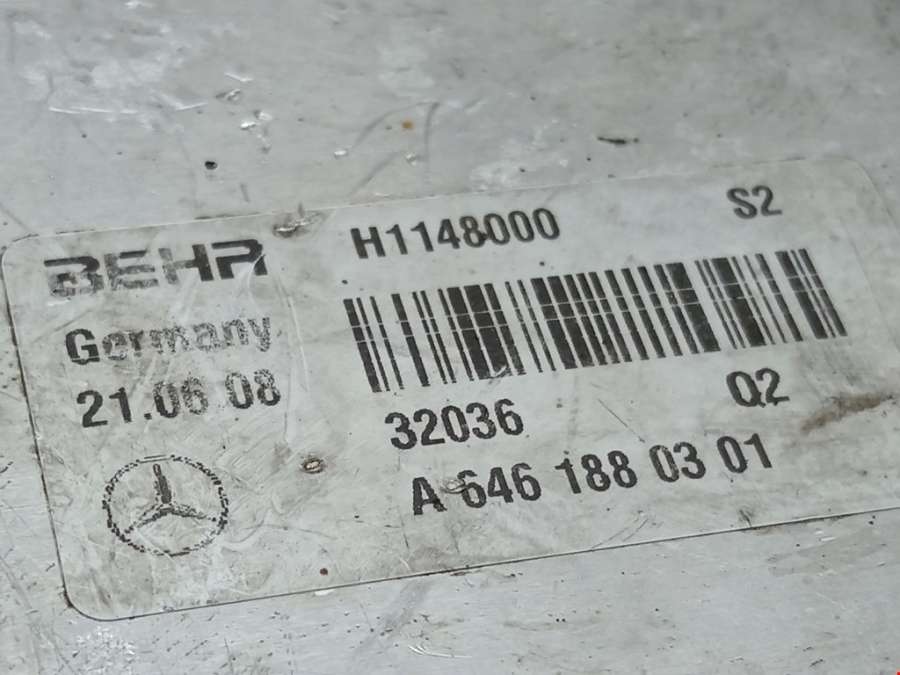 BEHR
H1148000
S2
Germany
21.06 08
32036
Q2
A 646 188 03 01